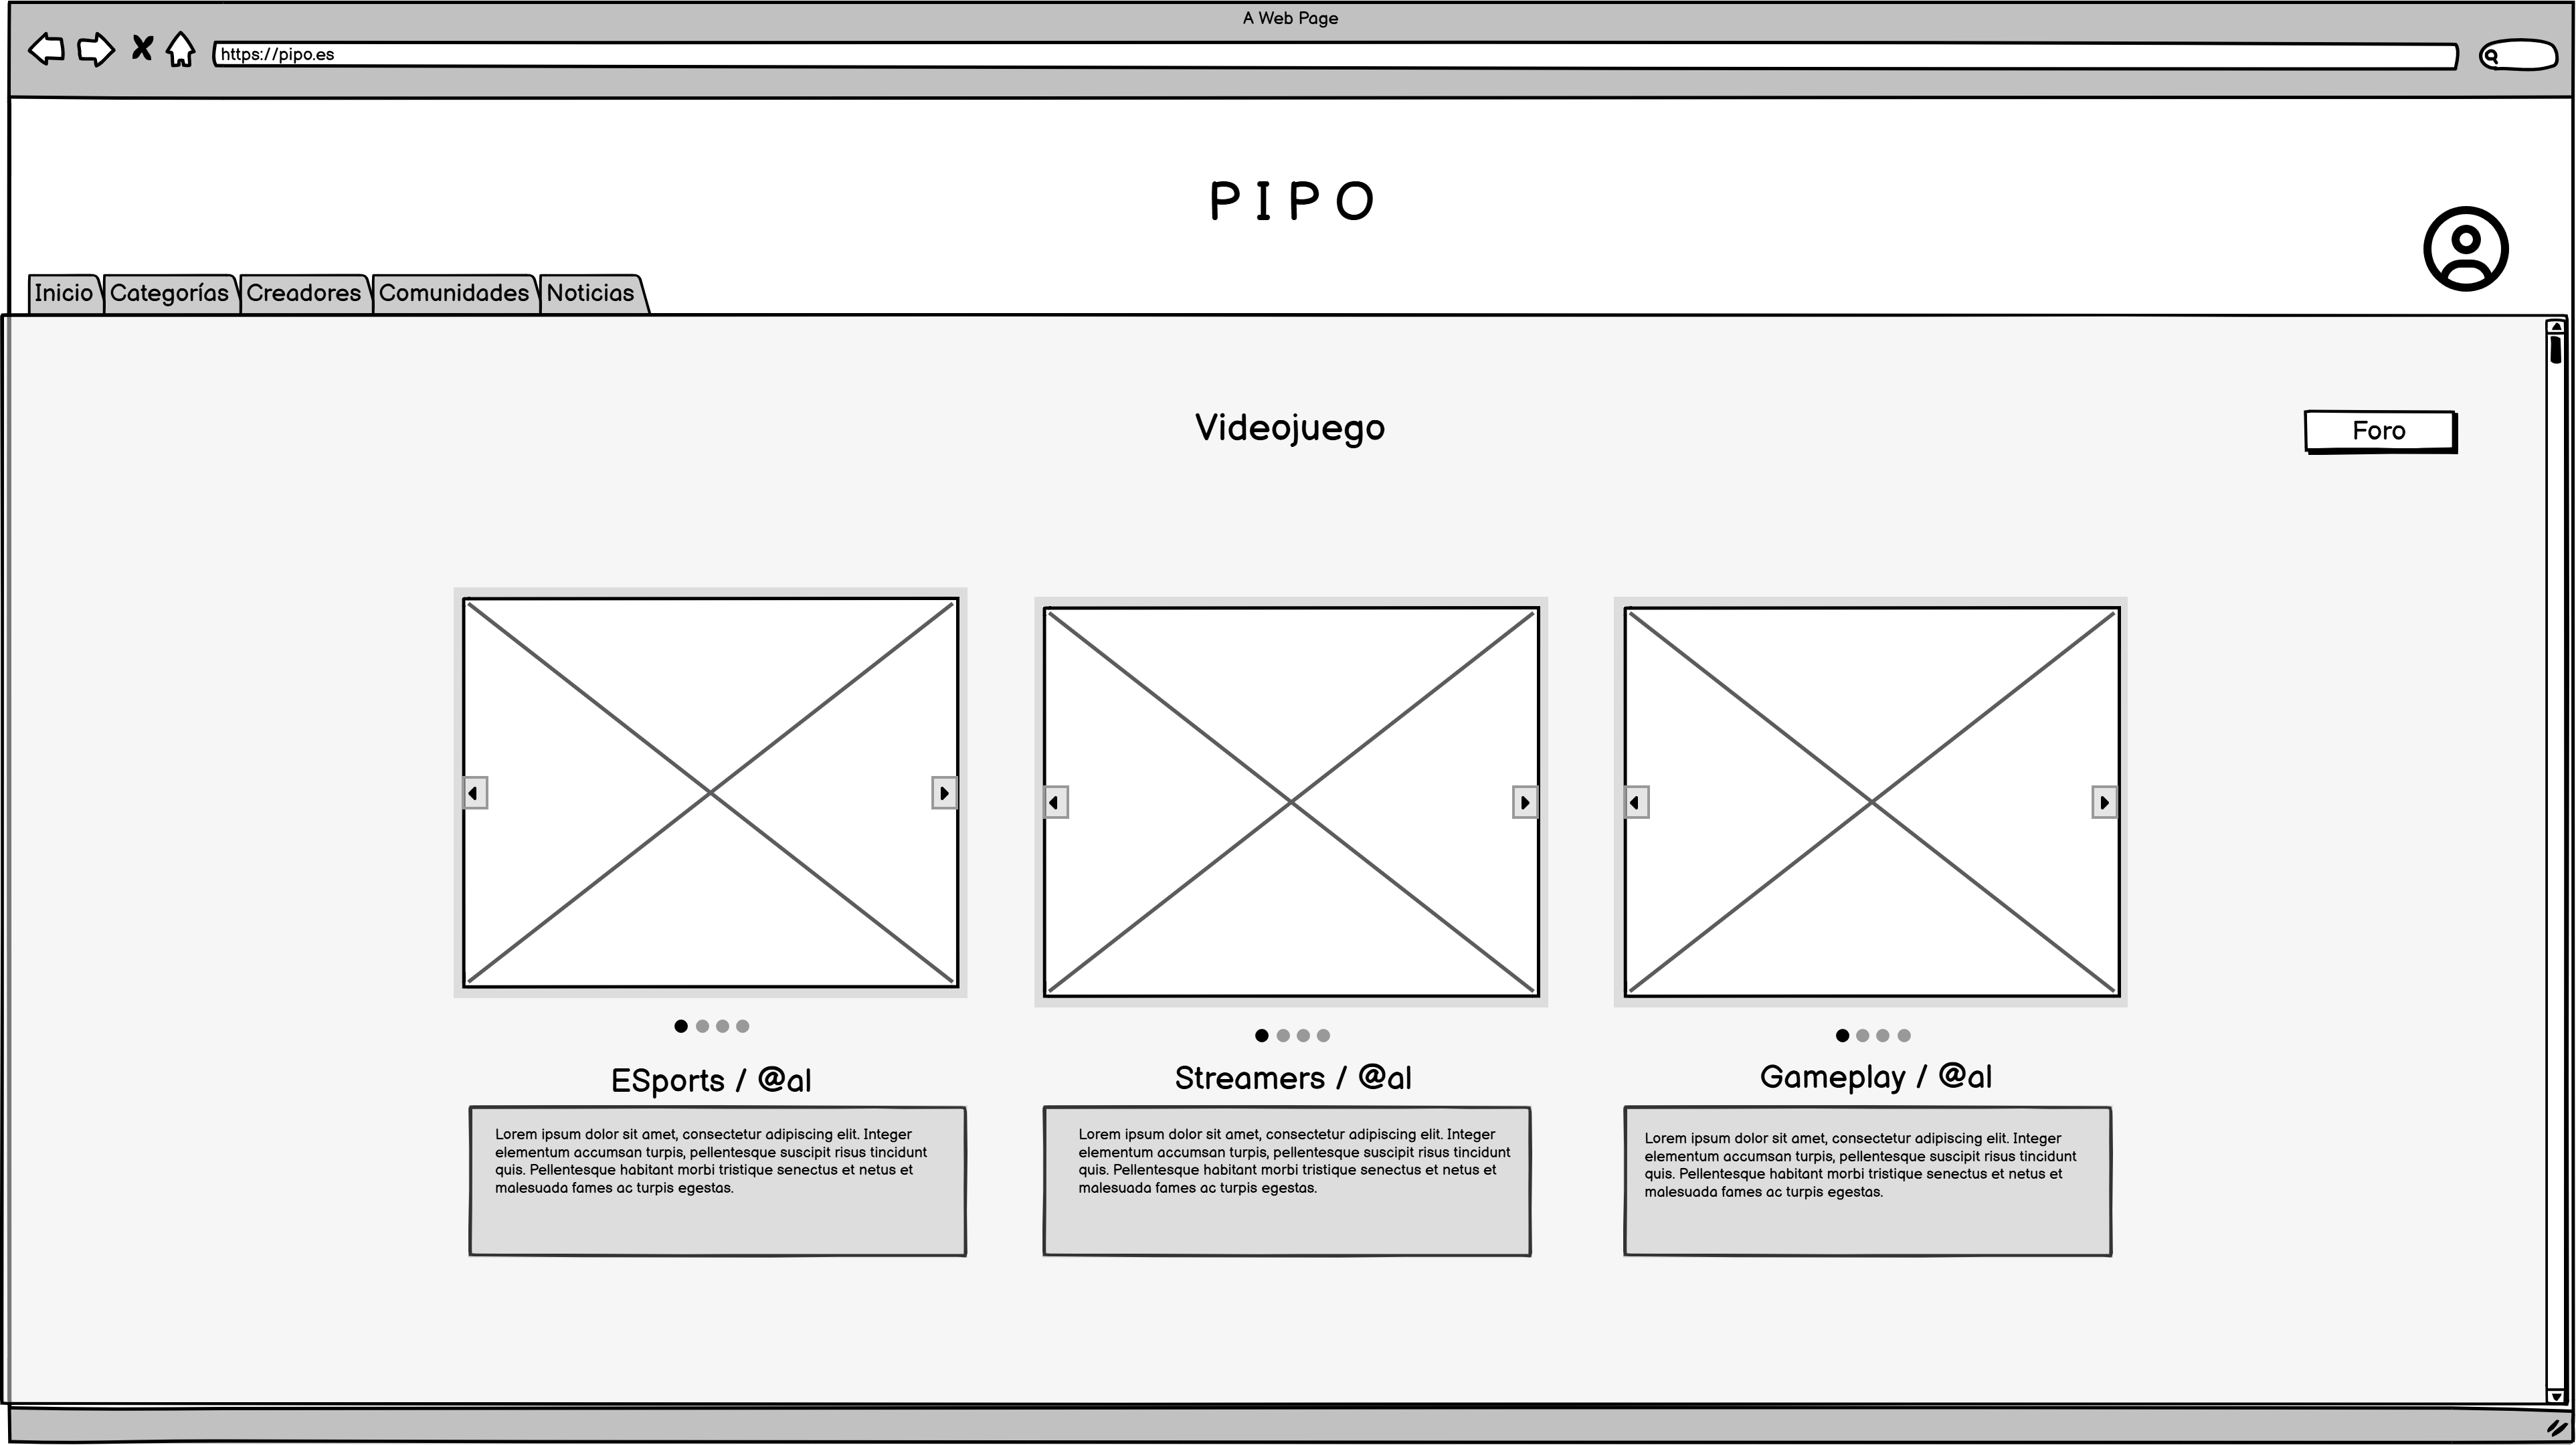 A Web Page
https://pipo.es
PIPO
Inicio Categorías Creadores Comunidades Noticias
Videojuego
Foro
ESports / @al
Lorem ipsum dolor sit amet, consectetur adipiscing elit. Integer
elementum accumsan turpis, pellentesque suscipit risus tincidunt
quis. Pellentesque habitant morbi tristique senectus et netus et
malesuada fames ac turpis egestas.
Streamers / @al
Lorem ipsum dolor sit amet, consectetur adipiscing elit. Integer
elementum accumsan turpis, pellentesque suscipit risus tincidunt
quis. Pellentesque habitant morbi tristique senectus et netus et
malesuada fames ac turpis egestas.
Gameplay / @al
Lorem ipsum dolor sit amet, consectetur adipiscing elit. Integer
elementum accumsan turpis, pellentesque suscipit risus tincidunt
quis. Pellentesque habitant morbi tristique senectus et netus et
malesuada fames ac turpis egestas.